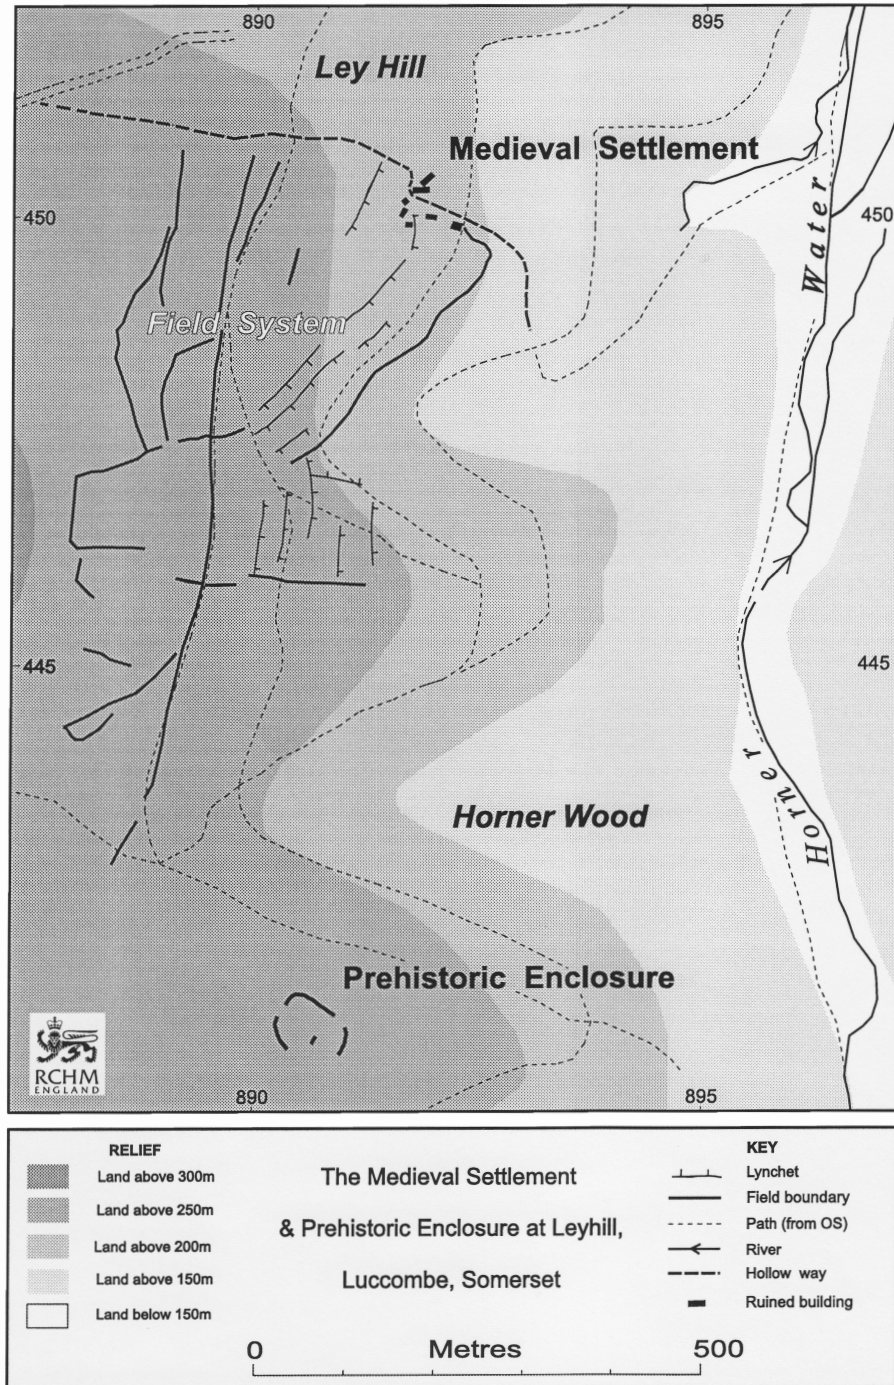 890
895
Ley Hill
Medieval Settlement
450
450
Water
Field System
445
445
Horner
Horner Wood
Prehistoric Enclosure
RCHM
ENGLAND
890
895
RELIEF
Land above 300m
Land above 250m
Land above 200m
Land above 150m
Land below 150m
The Medieval Settlement
& Prehistoric Enclosure at Leyhill,
Luccombe, Somerset
0 Metres 500
KEY
Lynchet
Field boundary
Path (from OS)
River
Hollow way
Ruined building